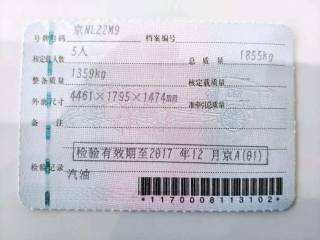 号牌号码 京NL22M9 档案编号
核定载人数 5人 总质量 1855kg
整备质量 1359kg 核定载质量
外廓尺寸 4461×1795×1474mm 准牵引总质量
备注
检验有效期至2017年12月京A(01)
检验记录
汽油
*1170008113102*